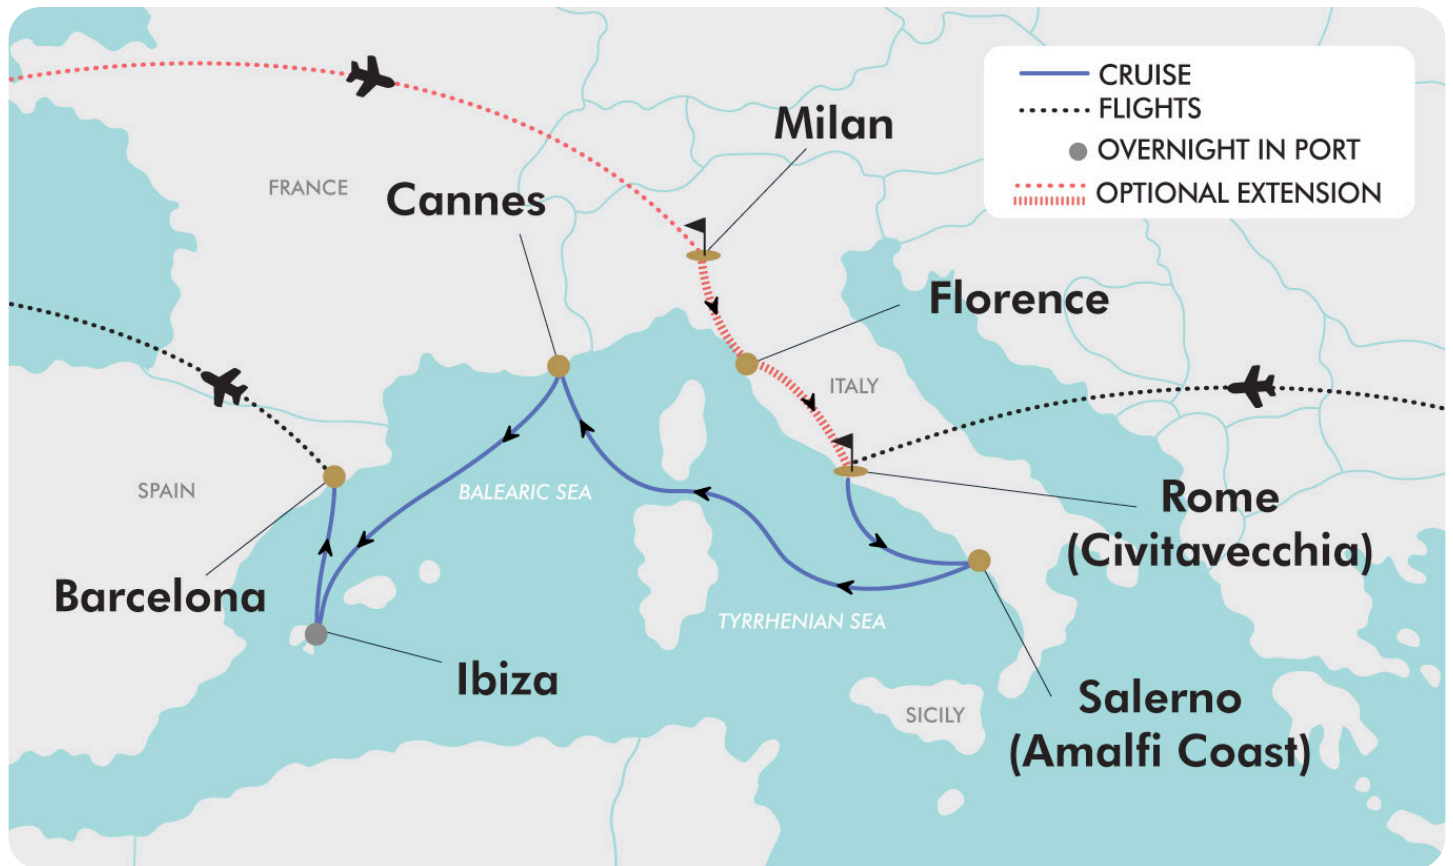 CRUISE
FLIGHTS
OVERNIGHT IN PORT
OPTIONAL EXTENSION
Milan
FRANCE
Cannes
Florence
ITALY
SPAIN
BALEARIC SEA
Rome
(Civitavecchia)
Barcelona
TYRRHENIAN SEA
Ibiza
SICILY
Salerno
(Amalfi Coast)